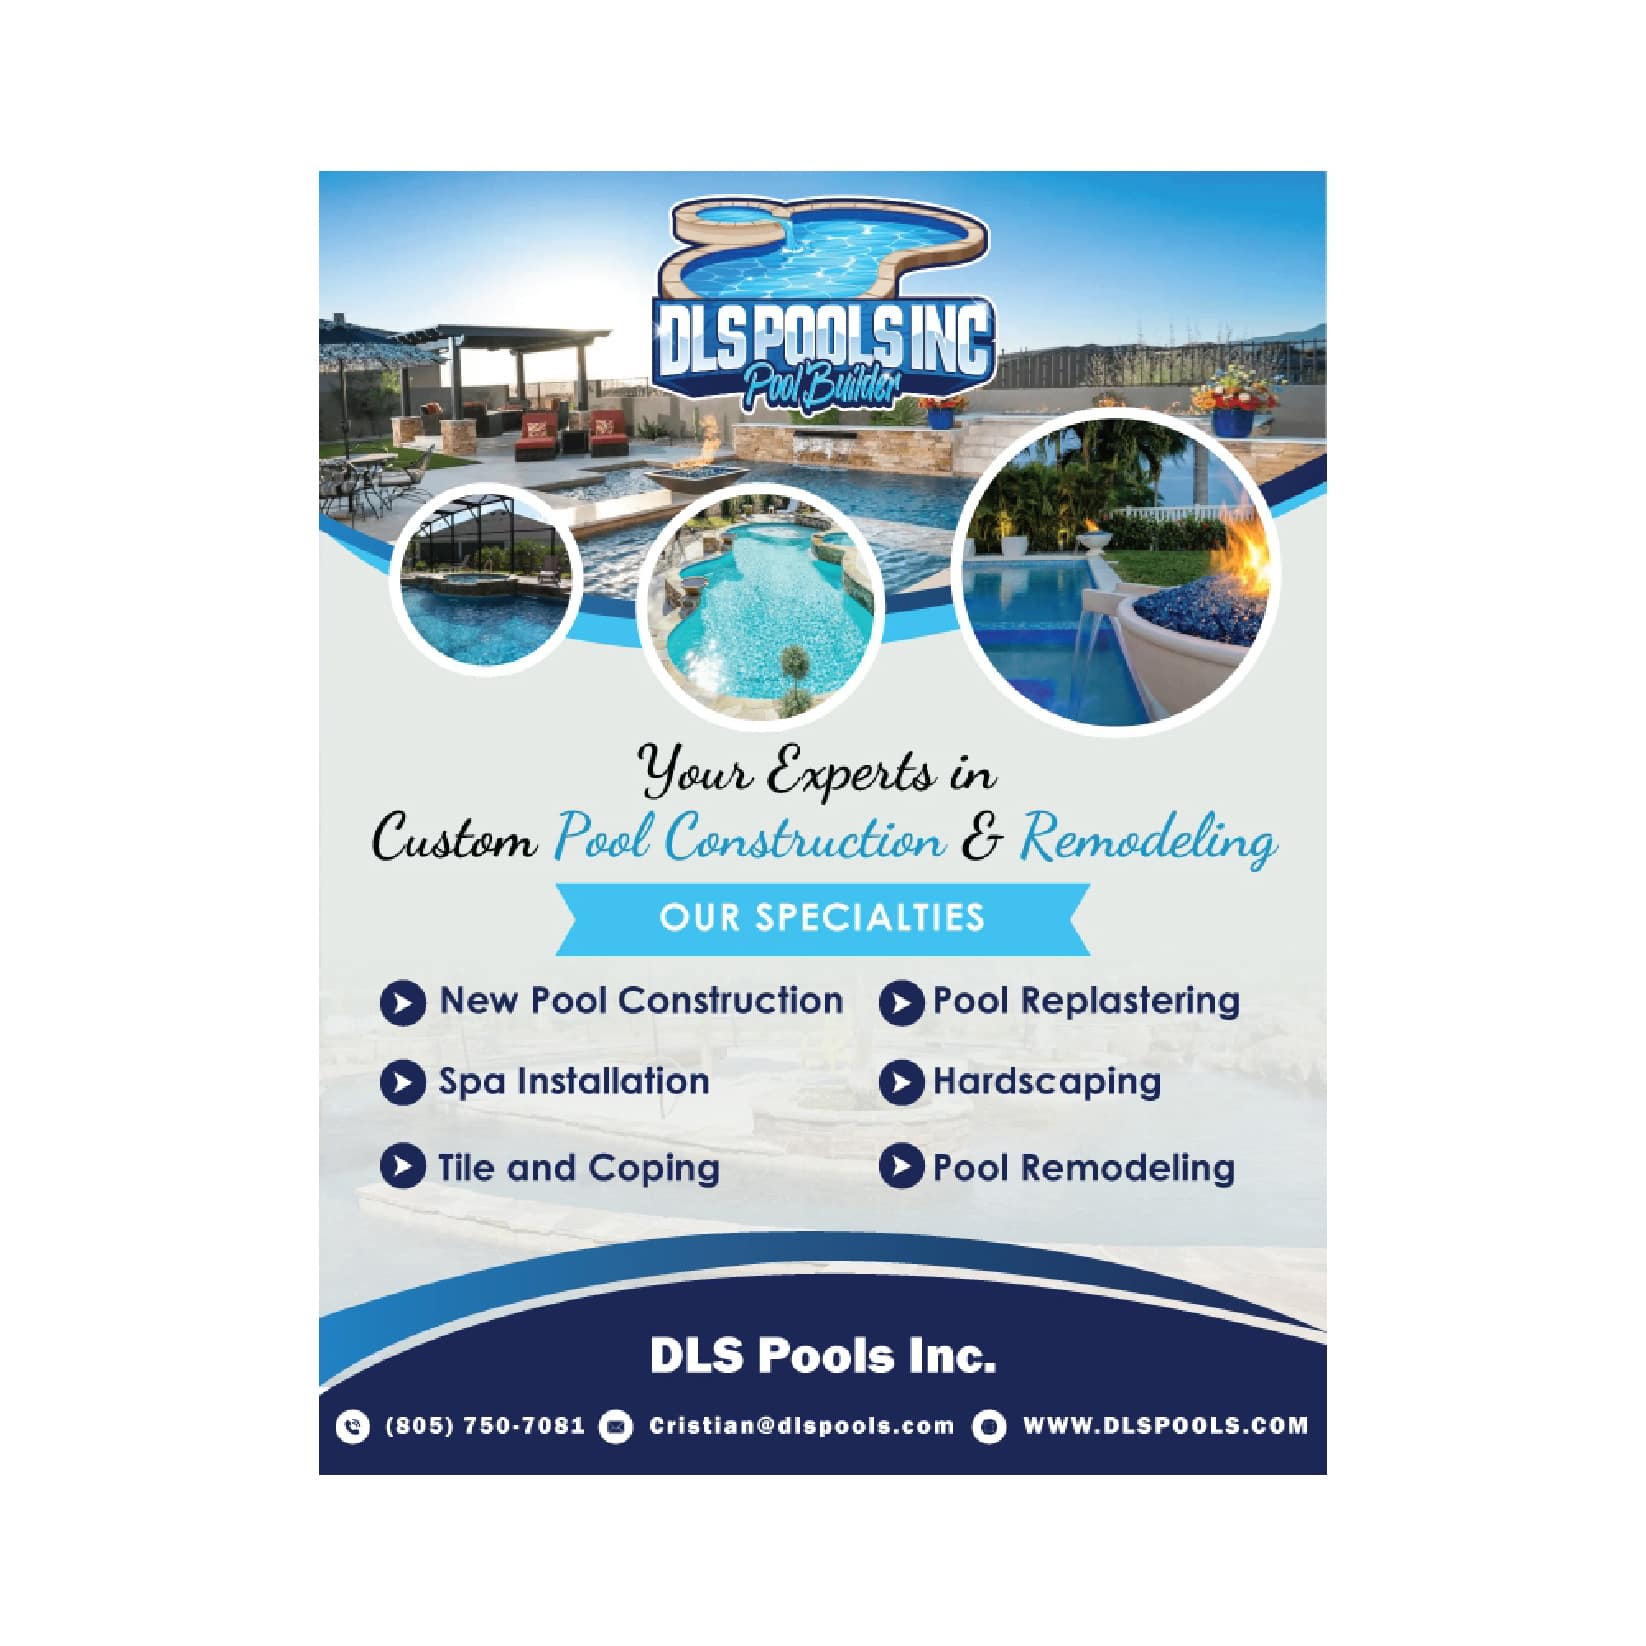 DLS POOLS INC
Pool Builder
Your Experts in
Custom Pool Construction & Remodeling
OUR SPECIALTIES
New Pool Construction
Pool Replastering
Spa Installation
Hardscaping
Tile and Coping
Pool Remodeling
DLS Pools Inc.
(805) 750-7081 Cristian@dlspools.com WWW.DLSPOOLS.COM